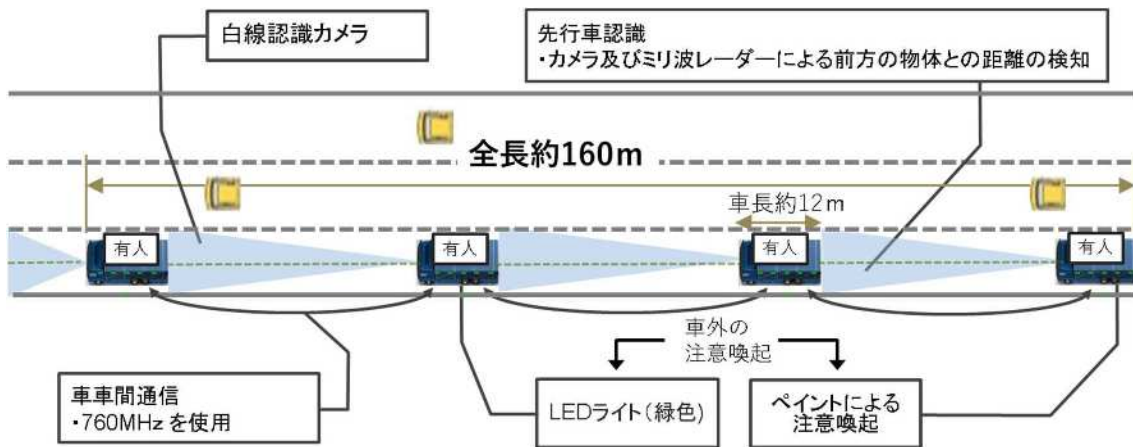 白線認識カメラ
先行車認識
・カメラ及びミリ波レーダーによる前方の物体との距離の検知
全長約160m
車長約12m
有人
有人
有人
有人
車外の
注意喚起
車車間通信
・760MHzを使用
LEDライト(緑色)
ペイントによる
注意喚起